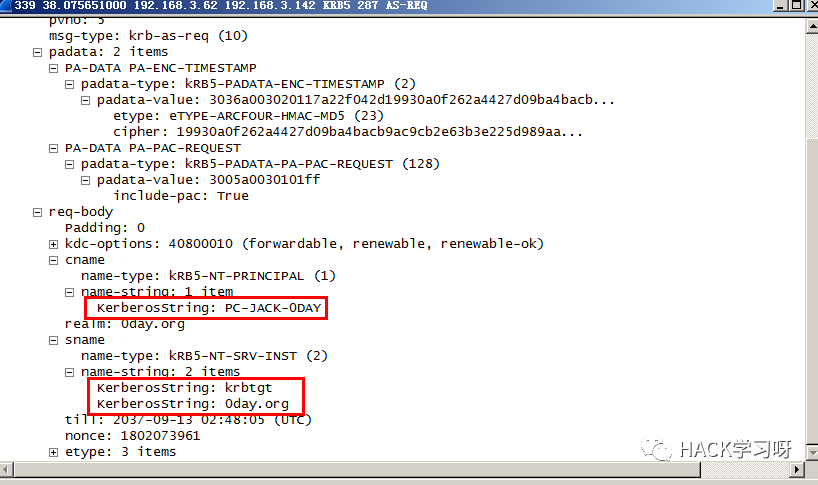 339 38.075651000 192.168.3.62 192.168.3.142 KRB5 287 AS-REQ
pvno: 5
msg-type: krb-as-req (10)
padata: 2 items
PA-DATA PA-ENC-TIMESTAMP
padata-type: kRB5-PADATA-ENC-TIMESTAMP (2)
padata-value: 3036a003020117a22f042d19930a0f262a4427d09ba4bacb...
etype: eTYPE-ARCFOUR-HMAC-MD5 (23)
cipher: 19930a0f262a4427d09ba4bacb9ac9cb2e63b3e225d989aa...
PA-DATA PA-PAC-REQUEST
padata-type: kRB5-PADATA-PA-PAC-REQUEST (128)
padata-value: 3005a0030101ff
include-pac: True
req-body
Padding: 0
kdc-options: 40800010 (forwardable, renewable, renewable-ok)
cname
name-type: kRB5-NT-PRINCIPAL (1)
name-string: 1 item
KerberosString: PC-JACK-0DAY
realm: 0day.org
sname
name-type: kRB5-NT-SRV-INST (2)
name-string: 2 items
KerberosString: krbtgt
KerberosString: 0day.org
till: 2037-09-13 02:48:05 (UTC)
nonce: 1802073961
etype: 3 items
HACK学习呀